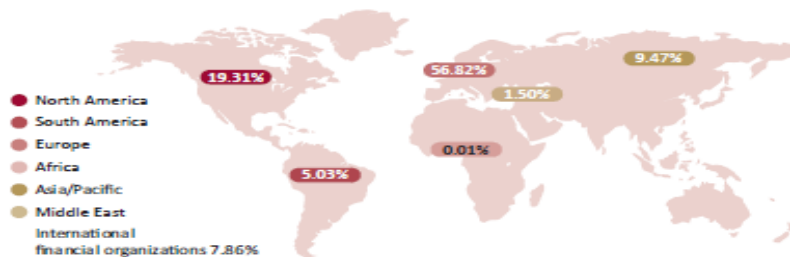 9.47%
56.82%
19.31%
1.50%
North America
South America
Europe
0.01%
Africa
5.03%
Asia/Pacific
Middle East
International
financial organizations 7.86%